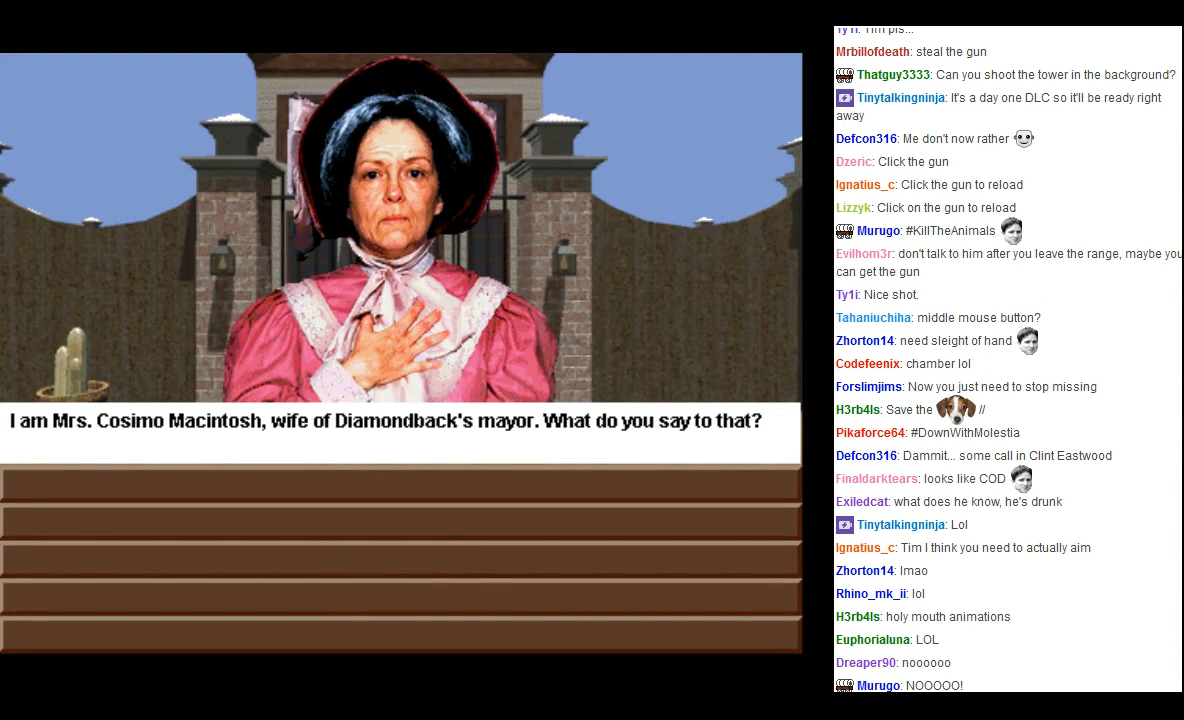 I am Mrs. Cosimo Macintosh, wife of Diamondback's mayor. What do you say to that?
Ty1i: Tim pls...
Mrbillofdeath: steal the gun
Thatguy3333: Can you shoot the tower in the background?
Tinytalkingninja: It's a day one DLC so it'll be ready right
away
Defcon316: Me don't now rather
Dzeric: Click the gun
Ignatius_c: Click the gun to reload
Lizzyk: Click on the gun to reload
Murugo: #KillTheAnimals
Evilhom3r: don't talk to him after you leave the range, maybe you
can get the gun
Ty1i: Nice shot.
Tahaniuchiha: middle mouse button?
Zhorton14: need sleight of hand
Codefeenix: chamber lol
Forslimjims: Now you just need to stop missing
H3rb4ls: Save the //
Pikaforce64: #DownWithMolestia
Defcon316: Dammit... some call in Clint Eastwood
Finaldarktears: looks like COD
Exiledcat: what does he know, he's drunk
Tinytalkingninja: Lol
Ignatius_c: Tim I think you need to actually aim
Zhorton14: lmao
Rhino_mk_ii: lol
H3rb4ls: holy mouth animations
Euphorialuna: LOL
Dreaper90: nooooo
Murugo: NOOOOO!